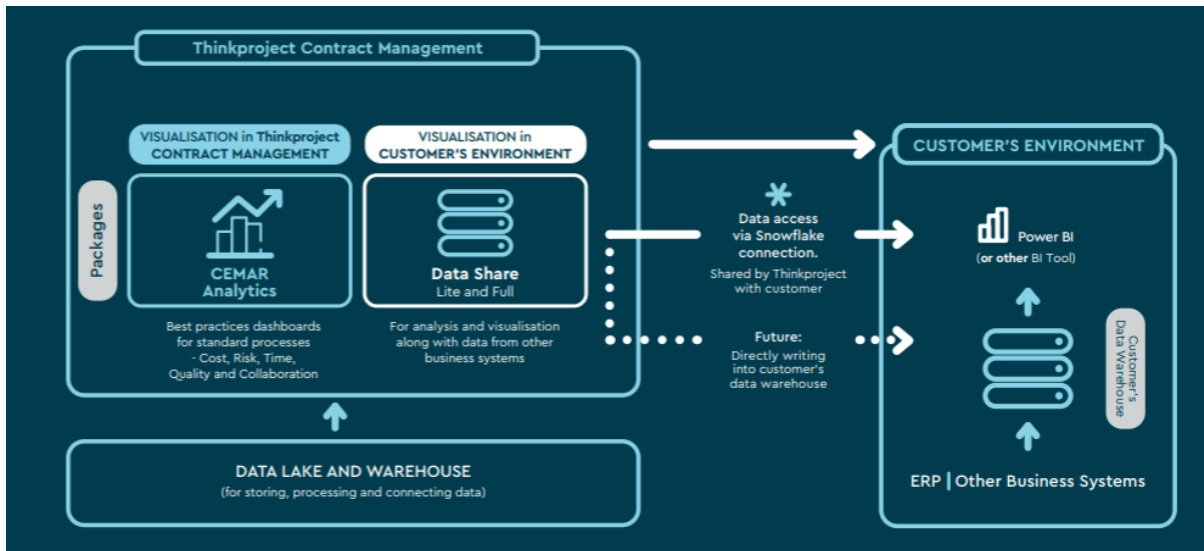 Thinkproject Contract Management
Packages
VISUALISATION in Thinkproject
CONTRACT MANAGEMENT
CEMAR
Analytics
Best practices dashboards
for standard processes
- Cost, Risk, Time,
Quality and Collaboration
VISUALISATION in
CUSTOMER'S ENVIRONMENT
Data Share
Lite and Full
For analysis and visualisation
along with data from other
business systems
DATA LAKE AND WAREHOUSE
(for storing, processing and connecting data)
Data access
via Snowflake
connection.
Shared by Thinkproject
with customer
Future:
Directly writing
into customer's
data warehouse
CUSTOMER'S ENVIRONMENT
Power BI
(or other BI Tool)
Customer's
Data Warehouse
ERP | Other Business Systems